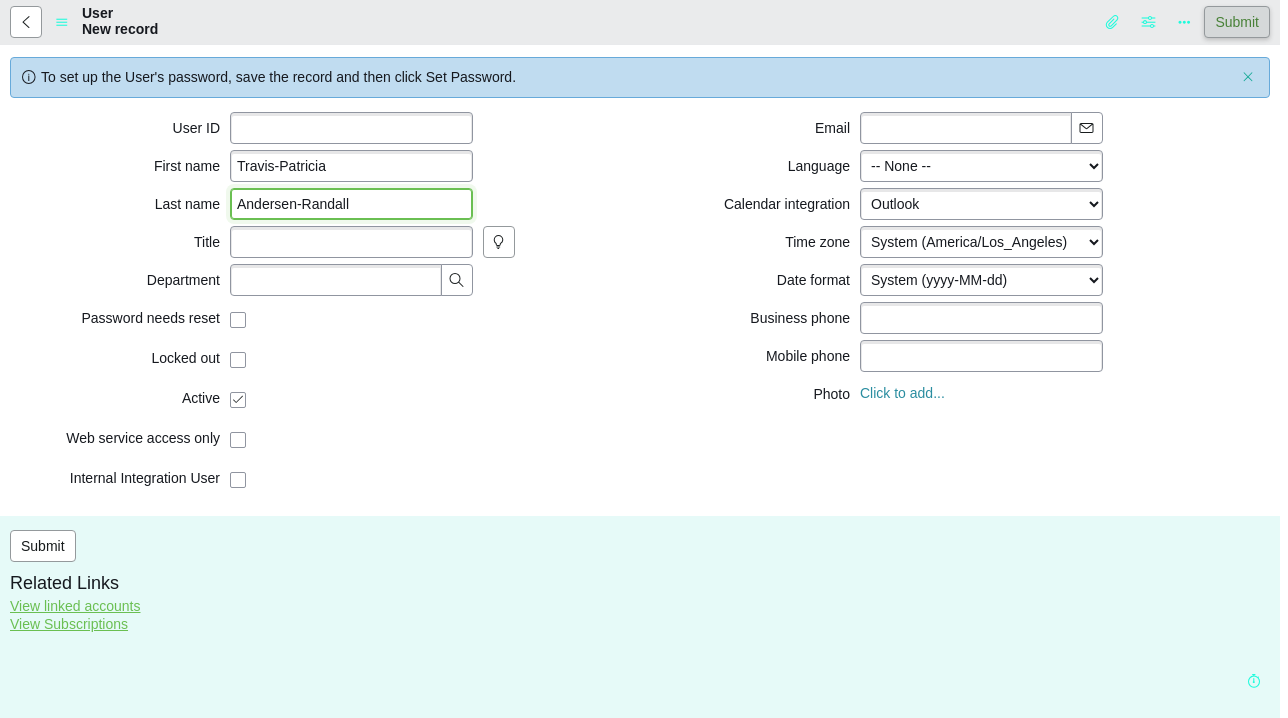 User
New record
Submit
To set up the User's password, save the record and then click Set Password.
User ID
First name Travis-Patricia
Last name Andersen-Randall
Title
Department
Password needs reset
Locked out
Active
Web service access only
Internal Integration User
Email
Language -- None --
Calendar integration Outlook
Time zone System (America/Los_Angeles)
Date format System (yyyy-MM-dd)
Business phone
Mobile phone
Photo Click to add...
Submit
Related Links
View linked accounts
View Subscriptions